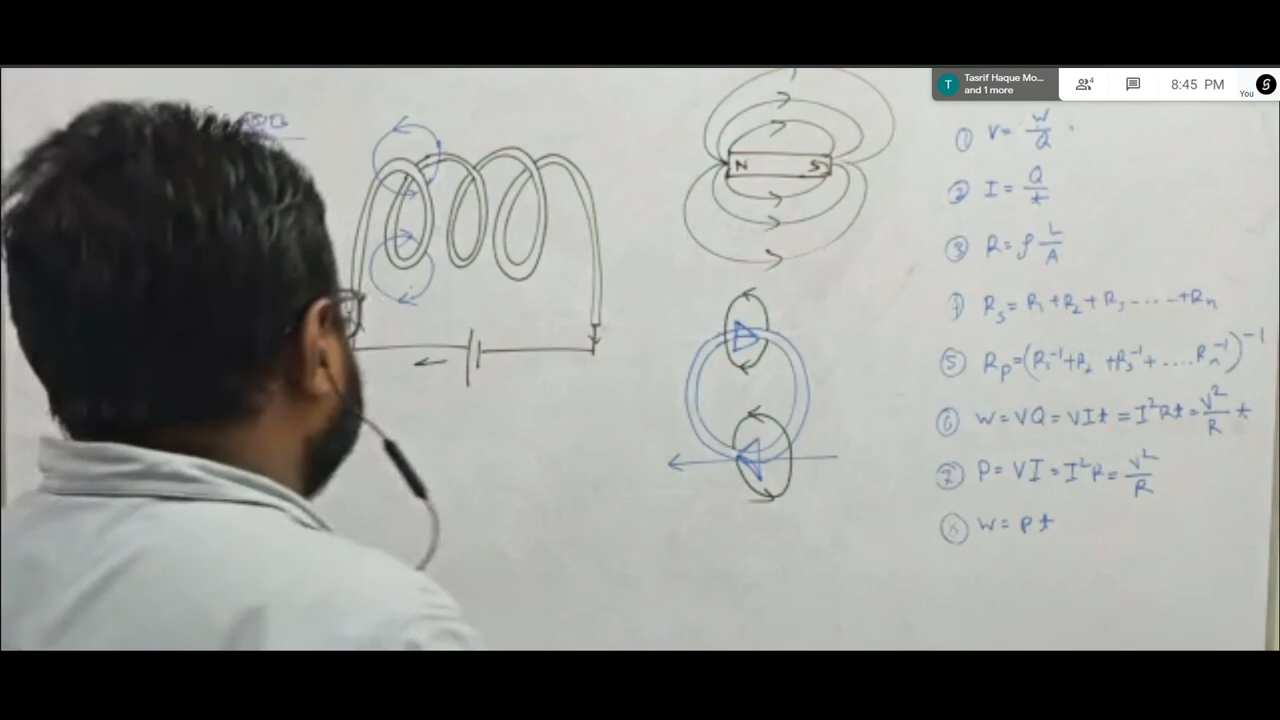 Tasrif Haque Mo...
and 1 more
T
4
8:45 PM
You
N S
① V = W/Q
② I = Q/t
③ R = ρ L/A
④ Rs = R1 + R2 + R3 ----- +Rn
⑤ Rp = (R1⁻¹ + R2 + R3⁻¹ + .... Rn⁻¹)⁻¹
⑥ W = VQ = VIt = I²Rt = V²/R t
⑦ P = VI = I²R = V²/R
⑧ W = Pt